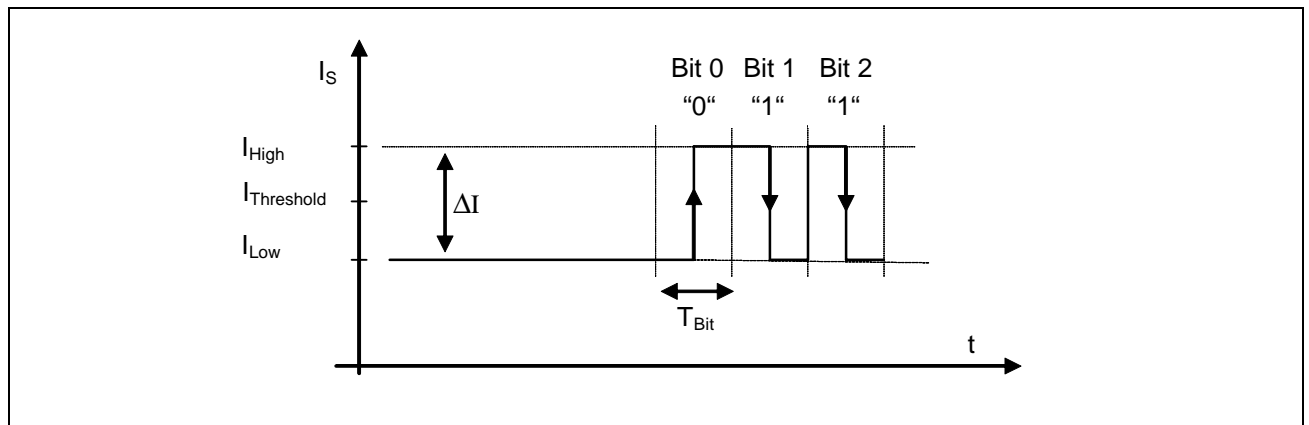 I_S
Bit 0 Bit 1 Bit 2
“0“ “1“ “1“
I_High
I_Threshold
ΔI
I_Low
T_Bit
t